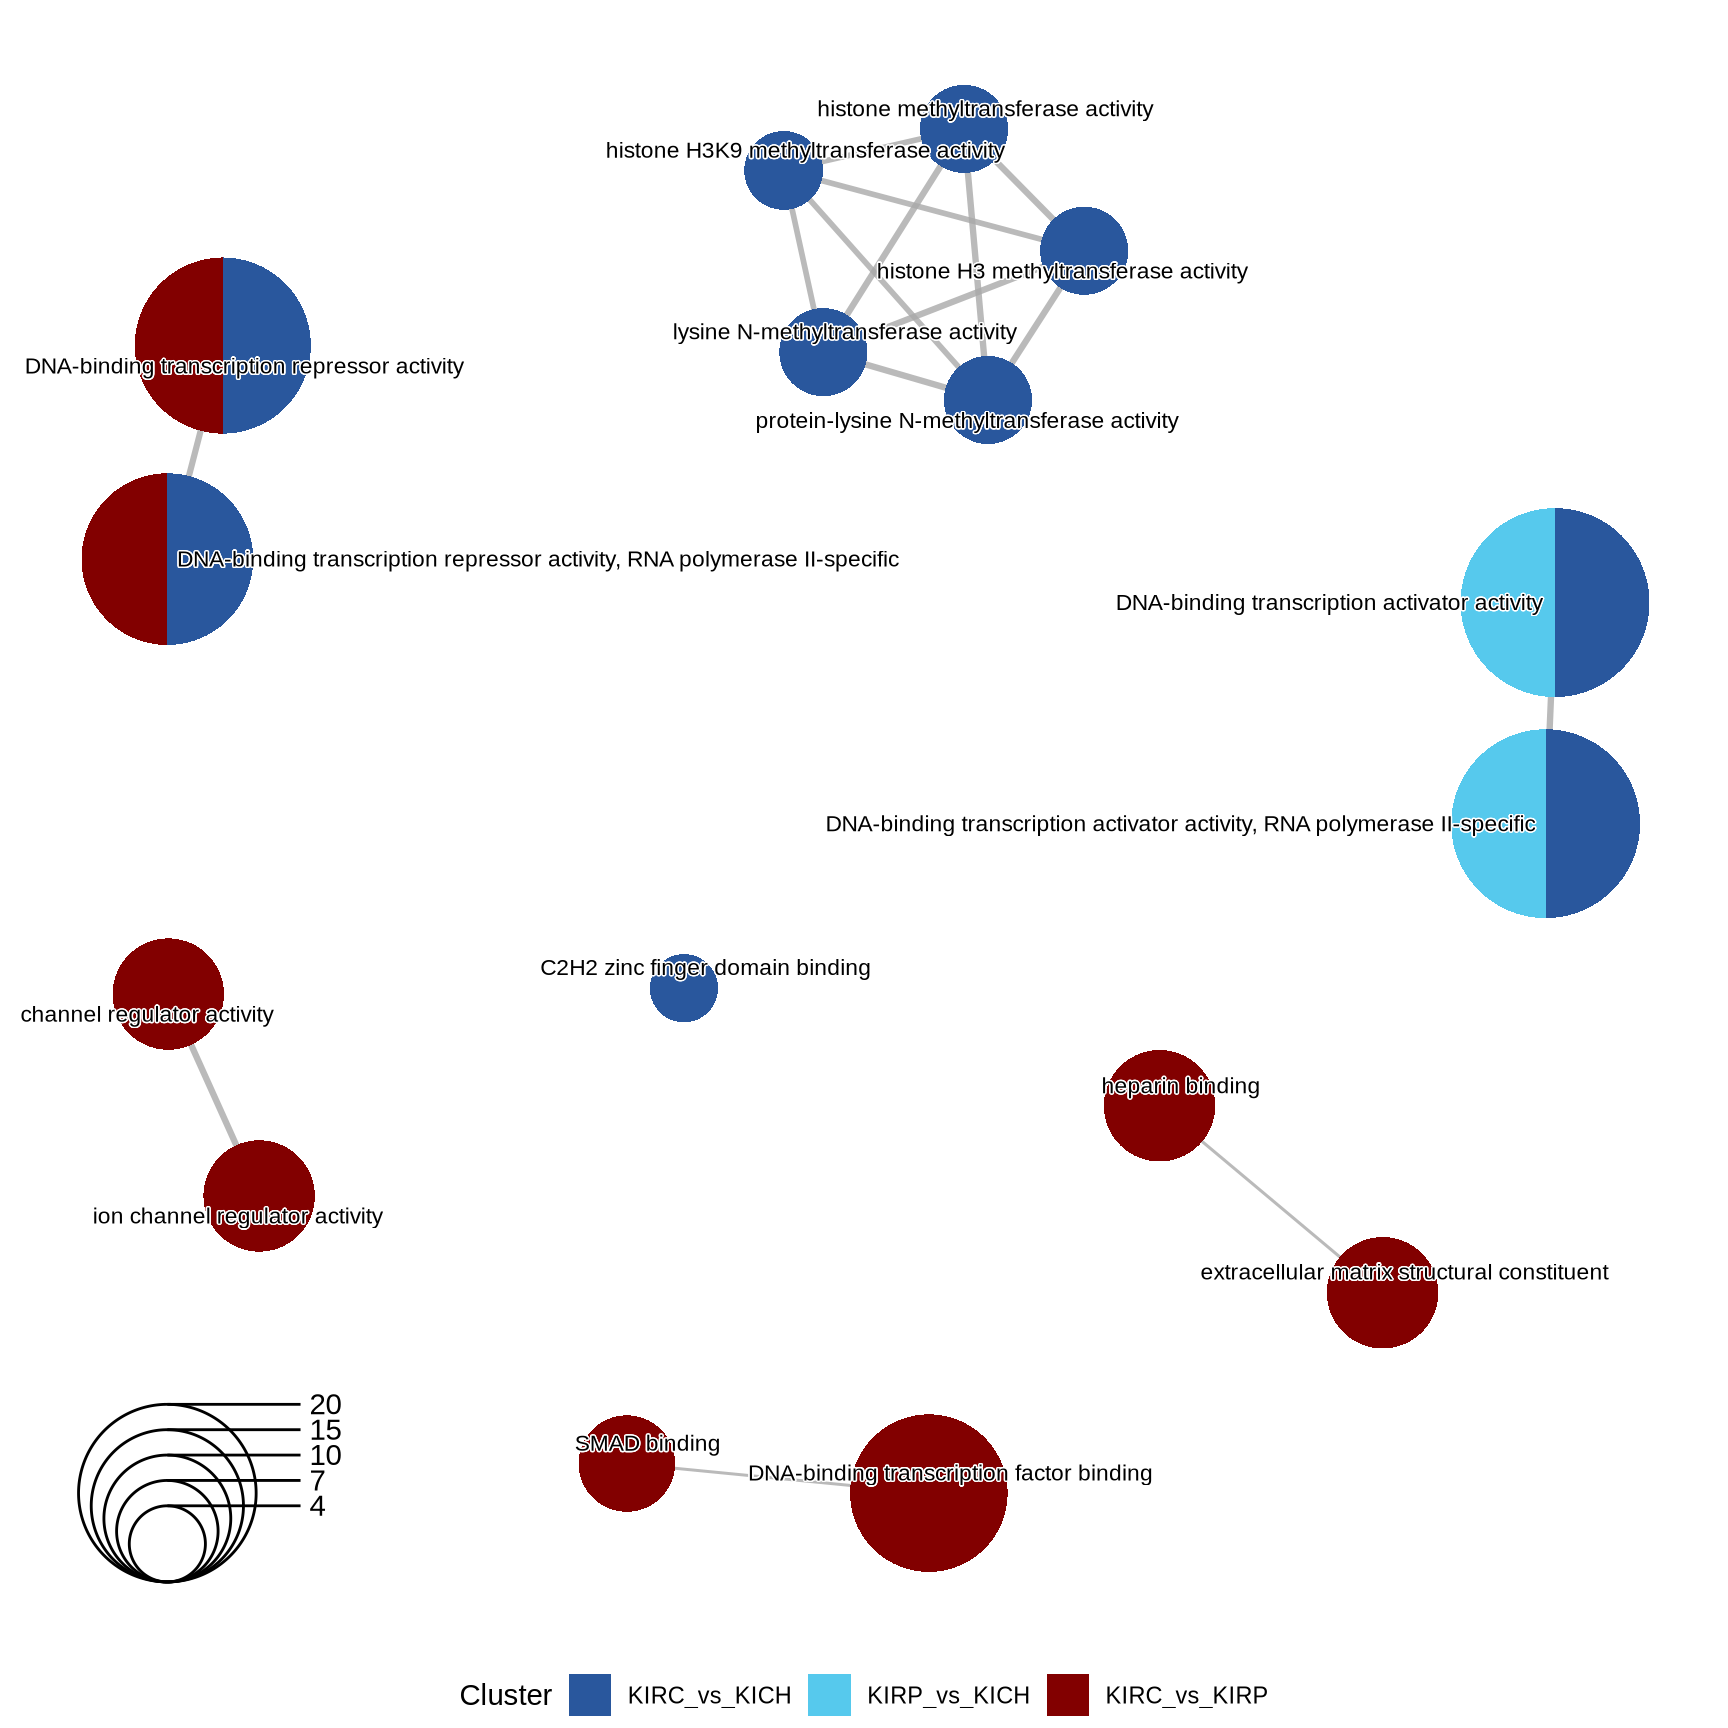 histone methyltransferase activity
histone H3K9 methyltransferase activity
histone H3 methyltransferase activity
lysine N-methyltransferase activity
DNA-binding transcription repressor activity
protein-lysine N-methyltransferase activity
DNA-binding transcription repressor activity, RNA polymerase II-specific
DNA-binding transcription activator activity
DNA-binding transcription activator activity, RNA polymerase II-specific
C2H2 zinc finger domain binding
channel regulator activity
heparin binding
ion channel regulator activity
extracellular matrix structural constituent
20
15
10
7
4
SMAD binding
DNA-binding transcription factor binding
Cluster KIRC_vs_KICH KIRP_vs_KICH KIRC_vs_KIRP